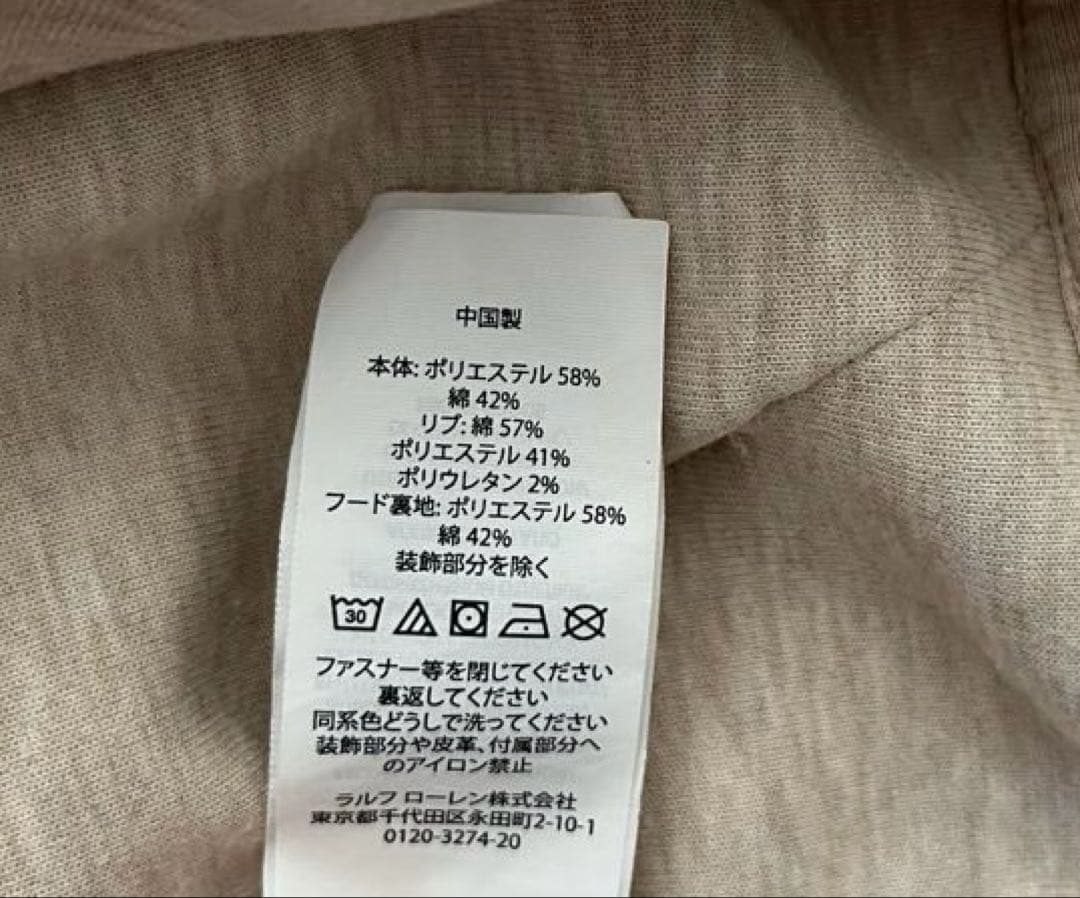 中国製
本体: ポリエステル 58%
綿 42%
リブ: 綿 57%
ポリエステル 41%
ポリウレタン 2%
フード裏地: ポリエステル 58%
綿 42%
装飾部分を除く
30
ファスナー等を閉じてください
裏返してください
同系色どうしで洗ってください
装飾部分や皮革、付属部分へ
のアイロン禁止
ラルフ ローレン株式会社
東京都千代田区永田町2-10-1
0120-3274-20